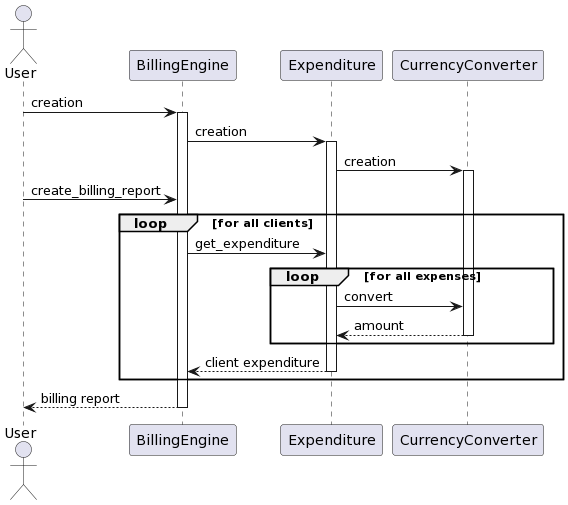 User
BillingEngine
Expenditure
CurrencyConverter
creation
creation
creation
create_billing_report
loop
[for all clients]
get_expenditure
loop
[for all expenses]
convert
amount
client expenditure
billing report
User
BillingEngine
Expenditure
CurrencyConverter